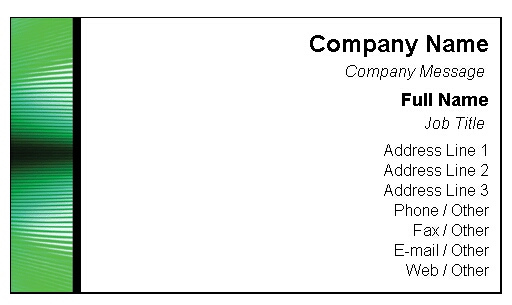 Company Name
Company Message
Full Name
Job Title
Address Line 1
Address Line 2
Address Line 3
Phone / Other
Fax / Other
E-mail / Other
Web / Other